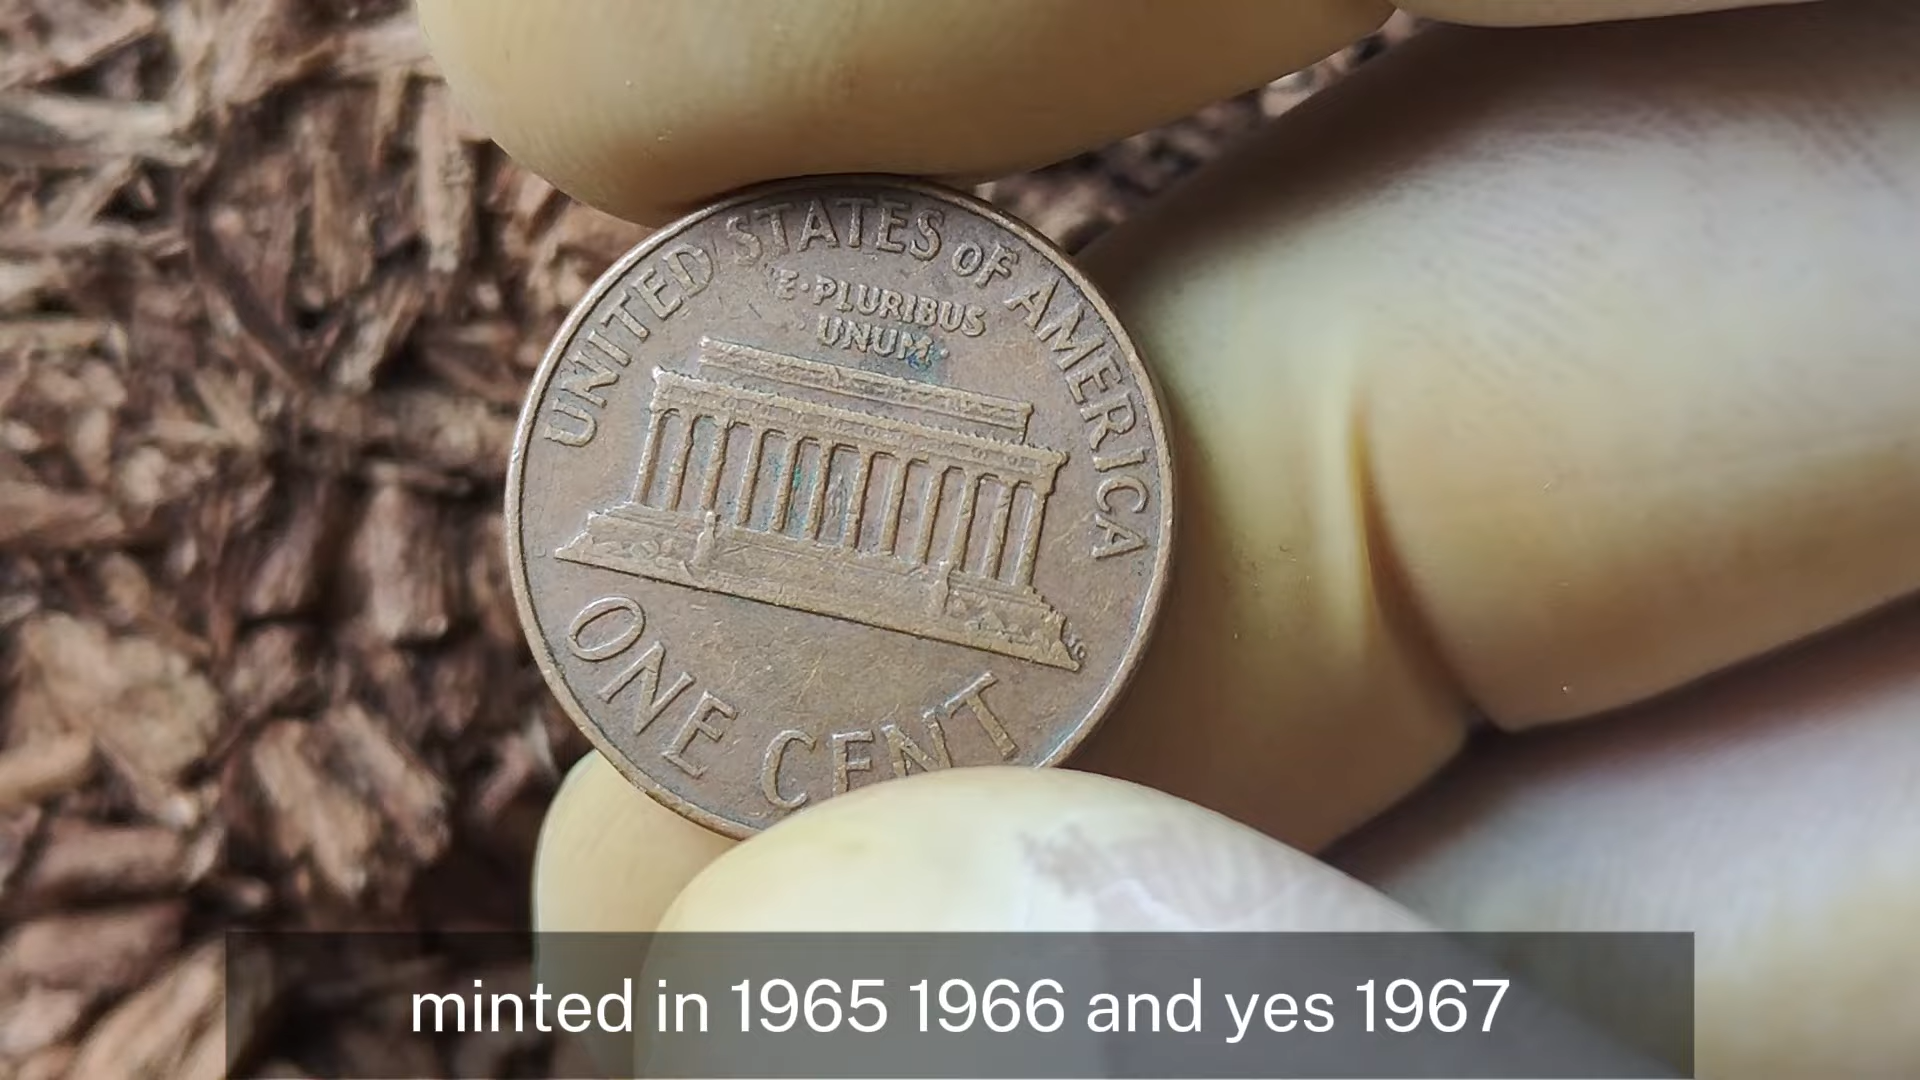 UNITED STATES OF AMERICA
E·PLURIBUS
UNUM·
ONE CENT
minted in 1965 1966 and yes 1967